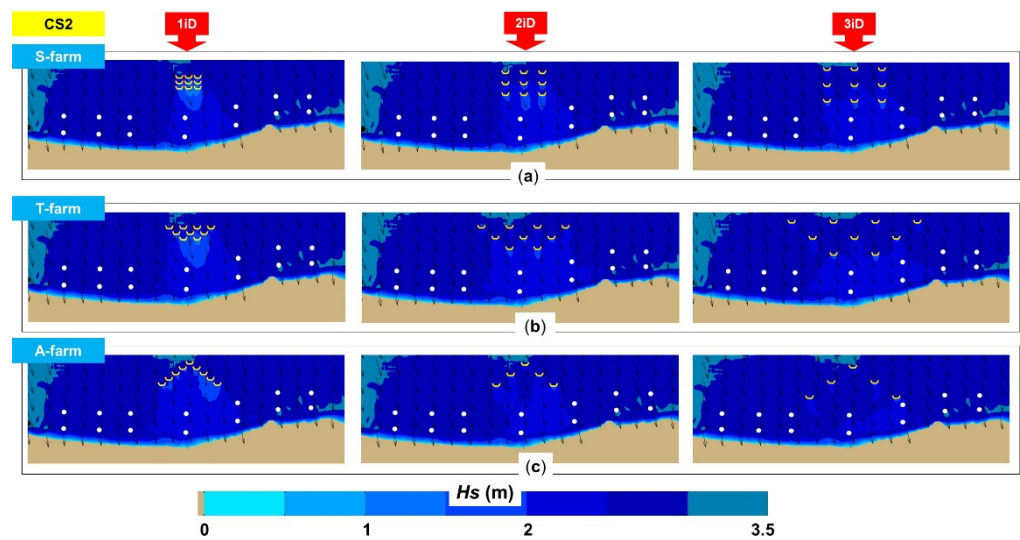 CS2 1iD 2iD 3iD
S-farm
(a)
T-farm
(b)
A-farm
(c)
Hs (m)
0 1 2 3.5